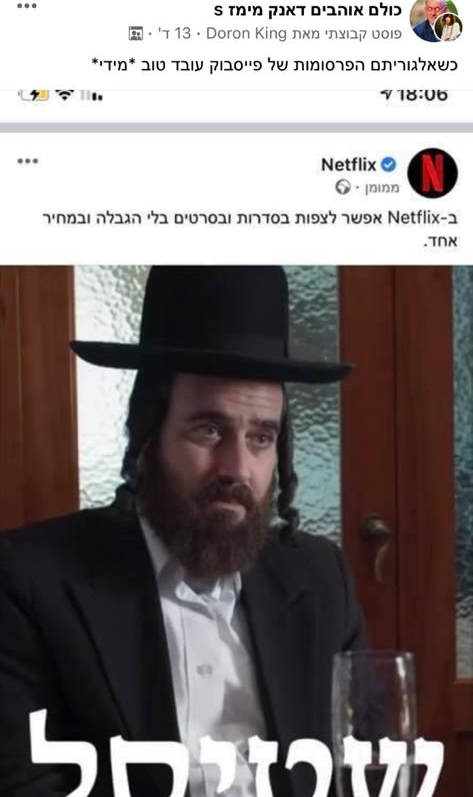 כולם אוהבים דאנק מימז s
פוסט קבוצתי מאת Doron King · 13 ד' ·
כשאלגוריתם הפרסומות של פייסבוק עובד טוב *מידי*
18:06
Netflix
ממומן ·
ב-Netflix אפשר לצפות בסדרות ובסרטים בלי הגבלה ובמחיר
אחד.
שטיסל